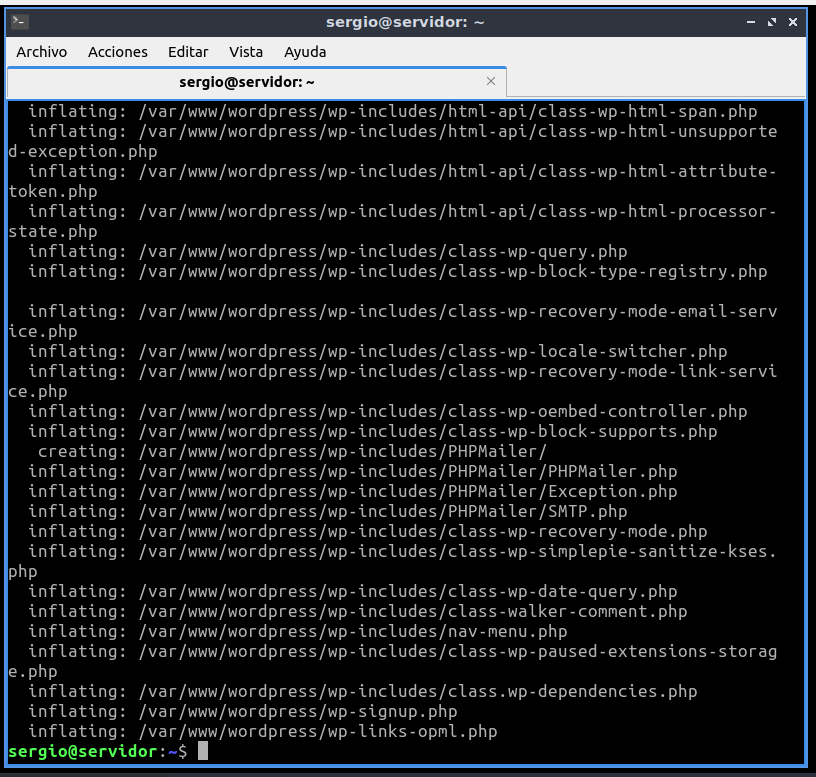 sergio@servidor: ~
Archivo Acciones Editar Vista Ayuda
sergio@servidor: ~
inflating: /var/www/wordpress/wp-includes/html-api/class-wp-html-span.php
inflating: /var/www/wordpress/wp-includes/html-api/class-wp-html-unsupporte
d-exception.php
inflating: /var/www/wordpress/wp-includes/html-api/class-wp-html-attribute-
token.php
inflating: /var/www/wordpress/wp-includes/html-api/class-wp-html-processor-
state.php
inflating: /var/www/wordpress/wp-includes/class-wp-query.php
inflating: /var/www/wordpress/wp-includes/class-wp-block-type-registry.php
inflating: /var/www/wordpress/wp-includes/class-wp-recovery-mode-email-serv
ice.php
inflating: /var/www/wordpress/wp-includes/class-wp-locale-switcher.php
inflating: /var/www/wordpress/wp-includes/class-wp-recovery-mode-link-servi
ce.php
inflating: /var/www/wordpress/wp-includes/class-wp-oembed-controller.php
inflating: /var/www/wordpress/wp-includes/class-wp-block-supports.php
creating: /var/www/wordpress/wp-includes/PHPMailer/
inflating: /var/www/wordpress/wp-includes/PHPMailer/PHPMailer.php
inflating: /var/www/wordpress/wp-includes/PHPMailer/Exception.php
inflating: /var/www/wordpress/wp-includes/PHPMailer/SMTP.php
inflating: /var/www/wordpress/wp-includes/class-wp-recovery-mode.php
inflating: /var/www/wordpress/wp-includes/class-wp-simplepie-sanitize-kses.
php
inflating: /var/www/wordpress/wp-includes/class-wp-date-query.php
inflating: /var/www/wordpress/wp-includes/class-walker-comment.php
inflating: /var/www/wordpress/wp-includes/nav-menu.php
inflating: /var/www/wordpress/wp-includes/class-wp-paused-extensions-storag
e.php
inflating: /var/www/wordpress/wp-includes/class.wp-dependencies.php
inflating: /var/www/wordpress/wp-signup.php
inflating: /var/www/wordpress/wp-links-opml.php
sergio@servidor:~$